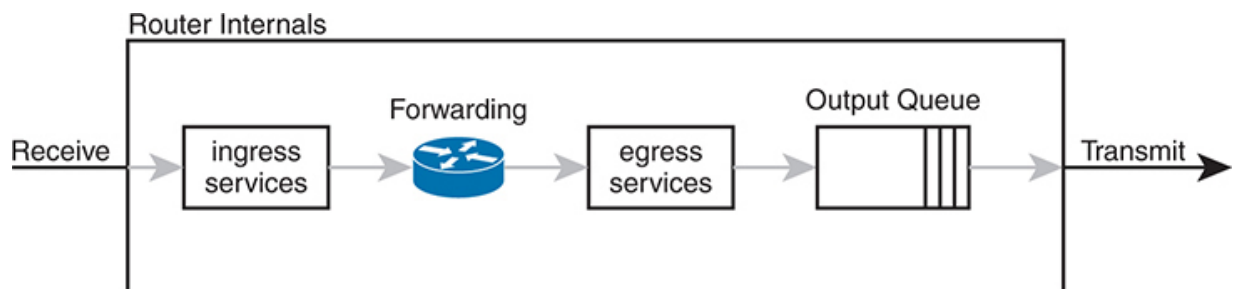 Router Internals
Output Queue
Forwarding
Receive
ingress
services
egress
services
Transmit